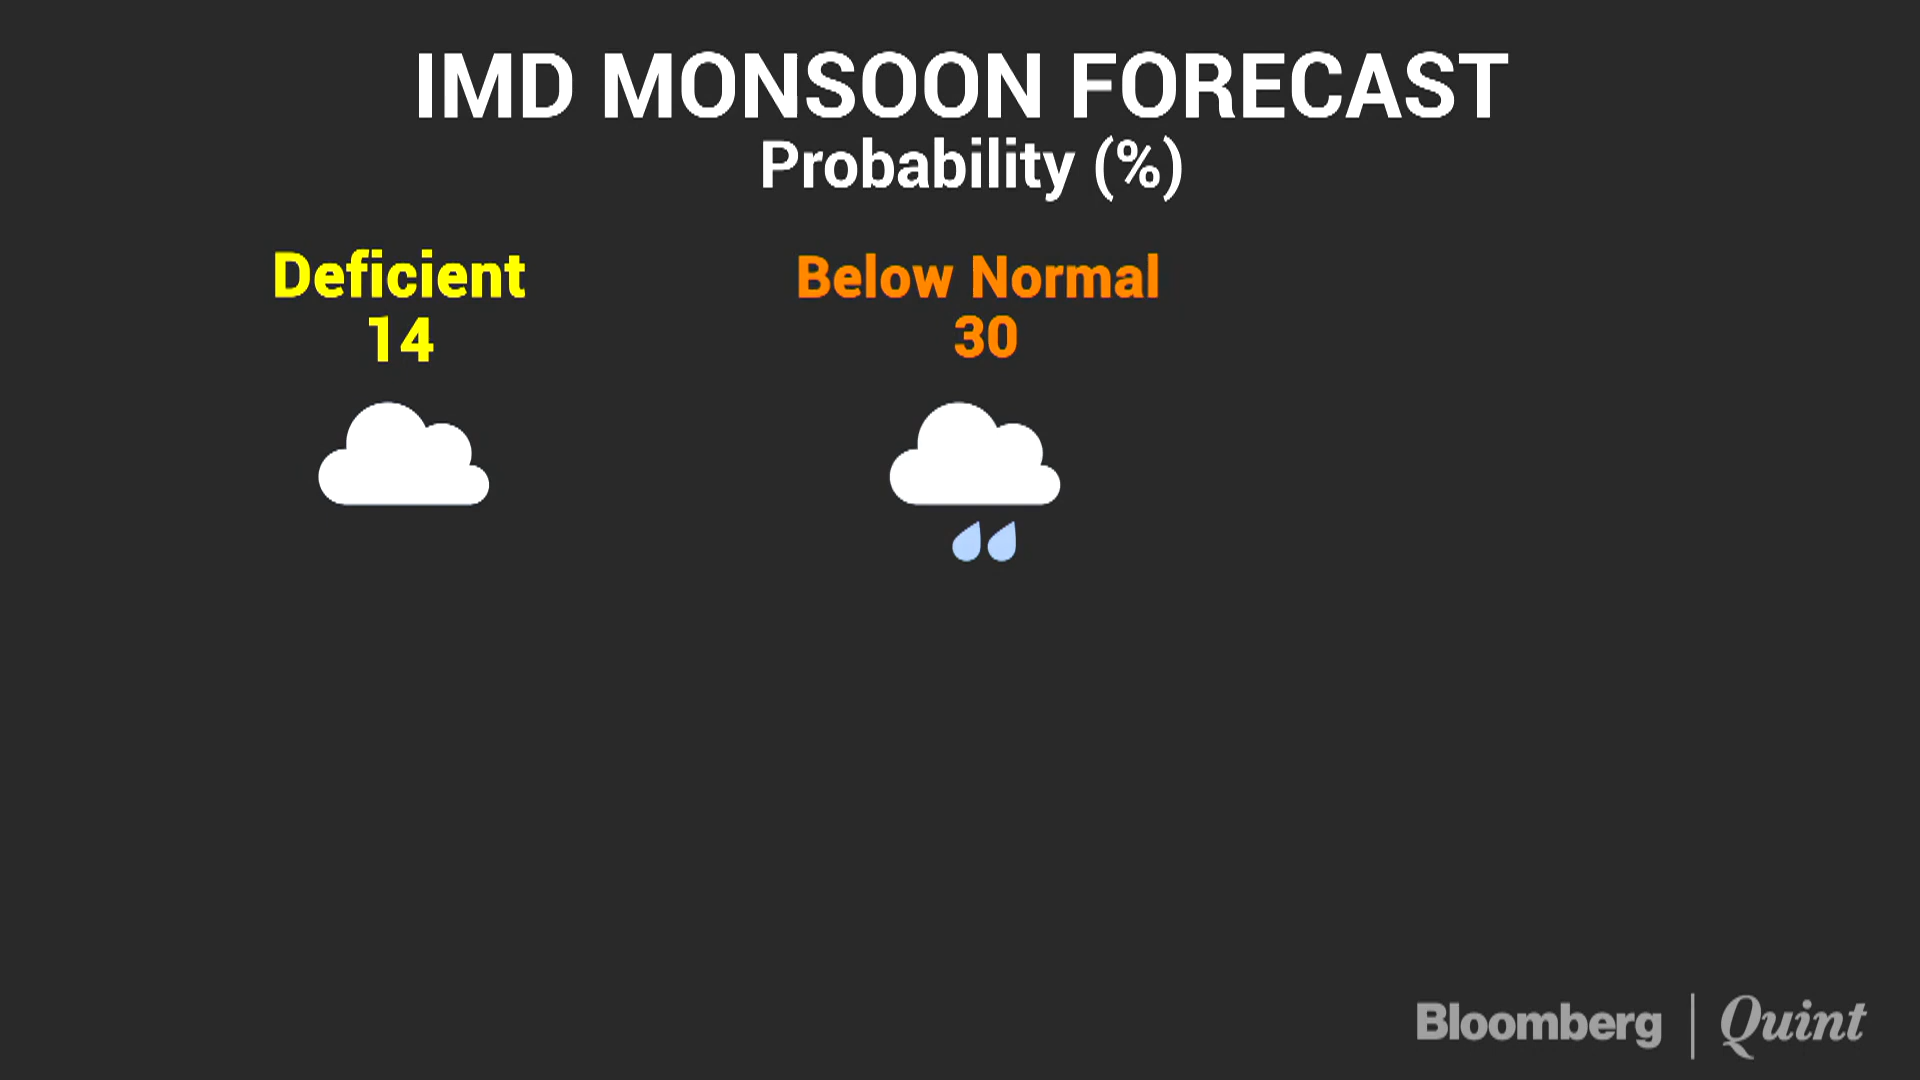 IMD MONSOON FORECAST
Probability (%)
Deficient
14
Below Normal
30
Bloomberg | Quint